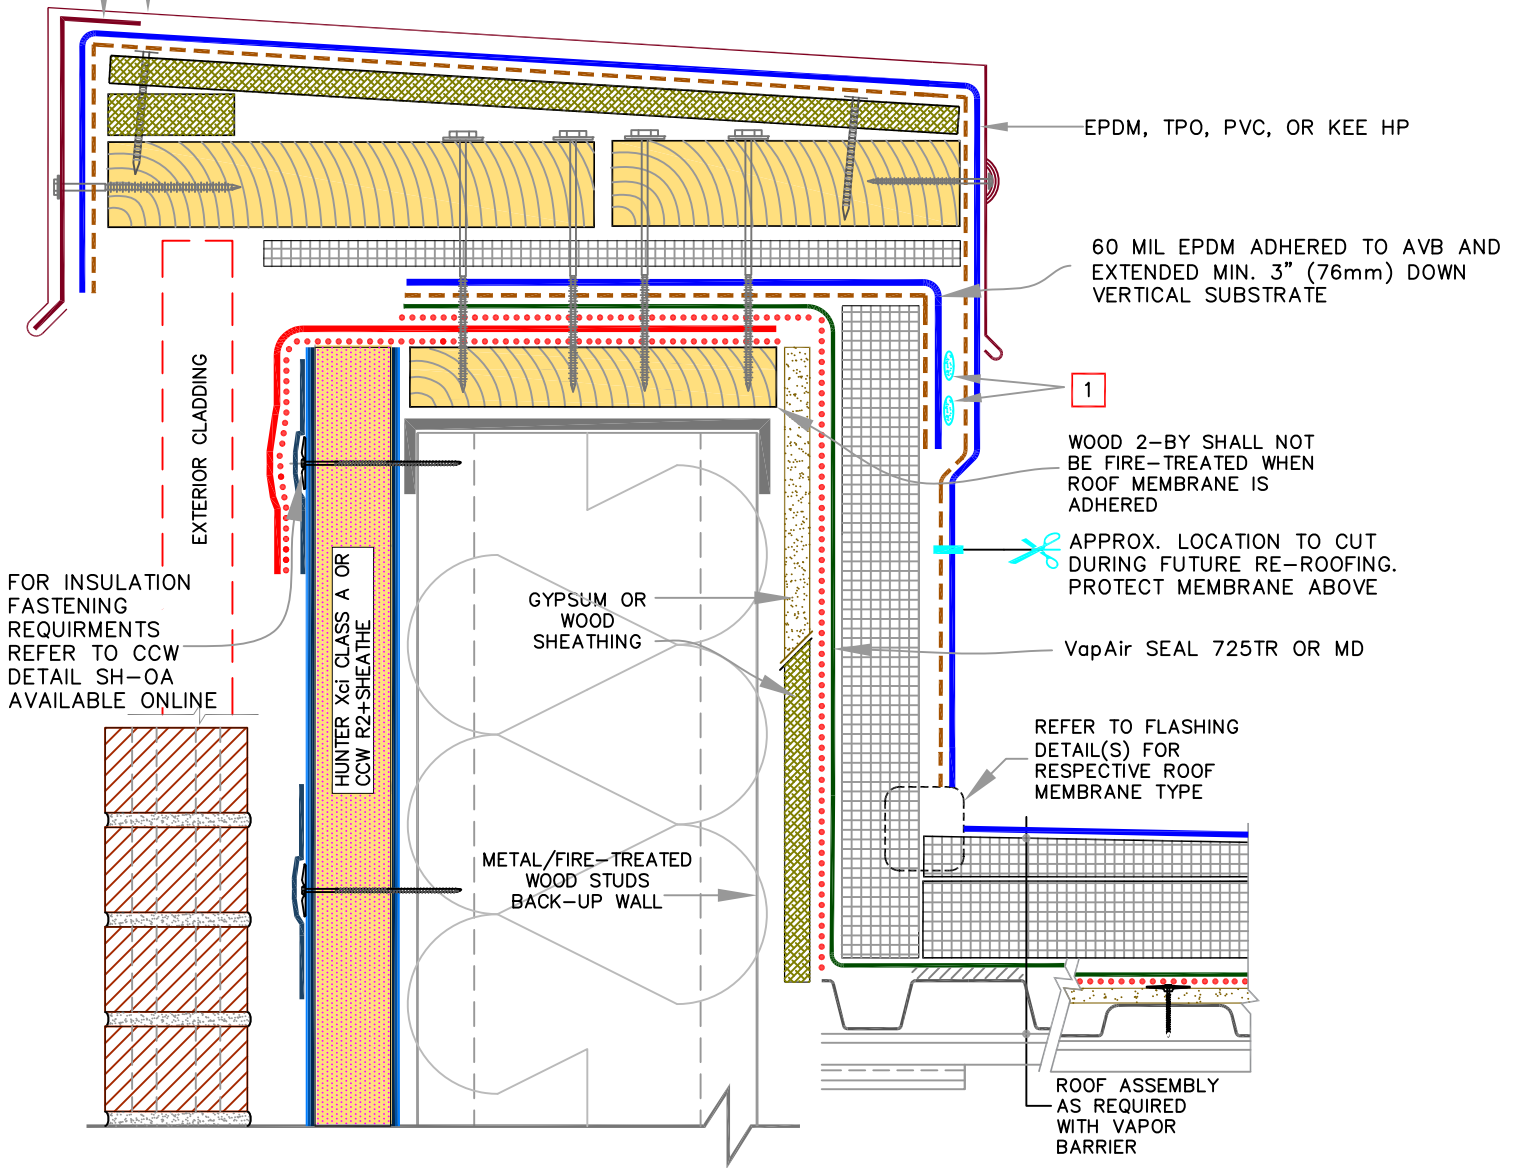 EPDM, TPO, PVC, OR KEE HP
60 MIL EPDM ADHERED TO AVB AND
EXTENDED MIN. 3" (76mm) DOWN
VERTICAL SUBSTRATE
1
WOOD 2-BY SHALL NOT
BE FIRE-TREATED WHEN
ROOF MEMBRANE IS
ADHERED
APPROX. LOCATION TO CUT
DURING FUTURE RE-ROOFING.
PROTECT MEMBRANE ABOVE
EXTERIOR CLADDING
FOR INSULATION
FASTENING
REQUIRMENTS
REFER TO CCW
DETAIL SH-OA
AVAILABLE ONLINE
HUNTER Xci CLASS A OR
CCW R2+SHEATHE
GYPSUM OR
WOOD
SHEATHING
VapAir SEAL 725TR OR MD
REFER TO FLASHING
DETAIL(S) FOR
RESPECTIVE ROOF
MEMBRANE TYPE
METAL/FIRE-TREATED
WOOD STUDS
BACK-UP WALL
ROOF ASSEMBLY
AS REQUIRED
WITH VAPOR
BARRIER